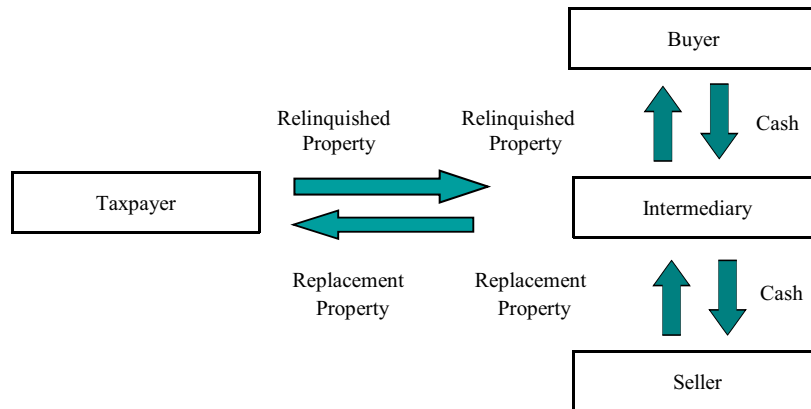 Buyer
Relinquished
Property
Relinquished
Property
Cash
Taxpayer
Intermediary
Replacement
Property
Replacement
Property
Cash
Seller